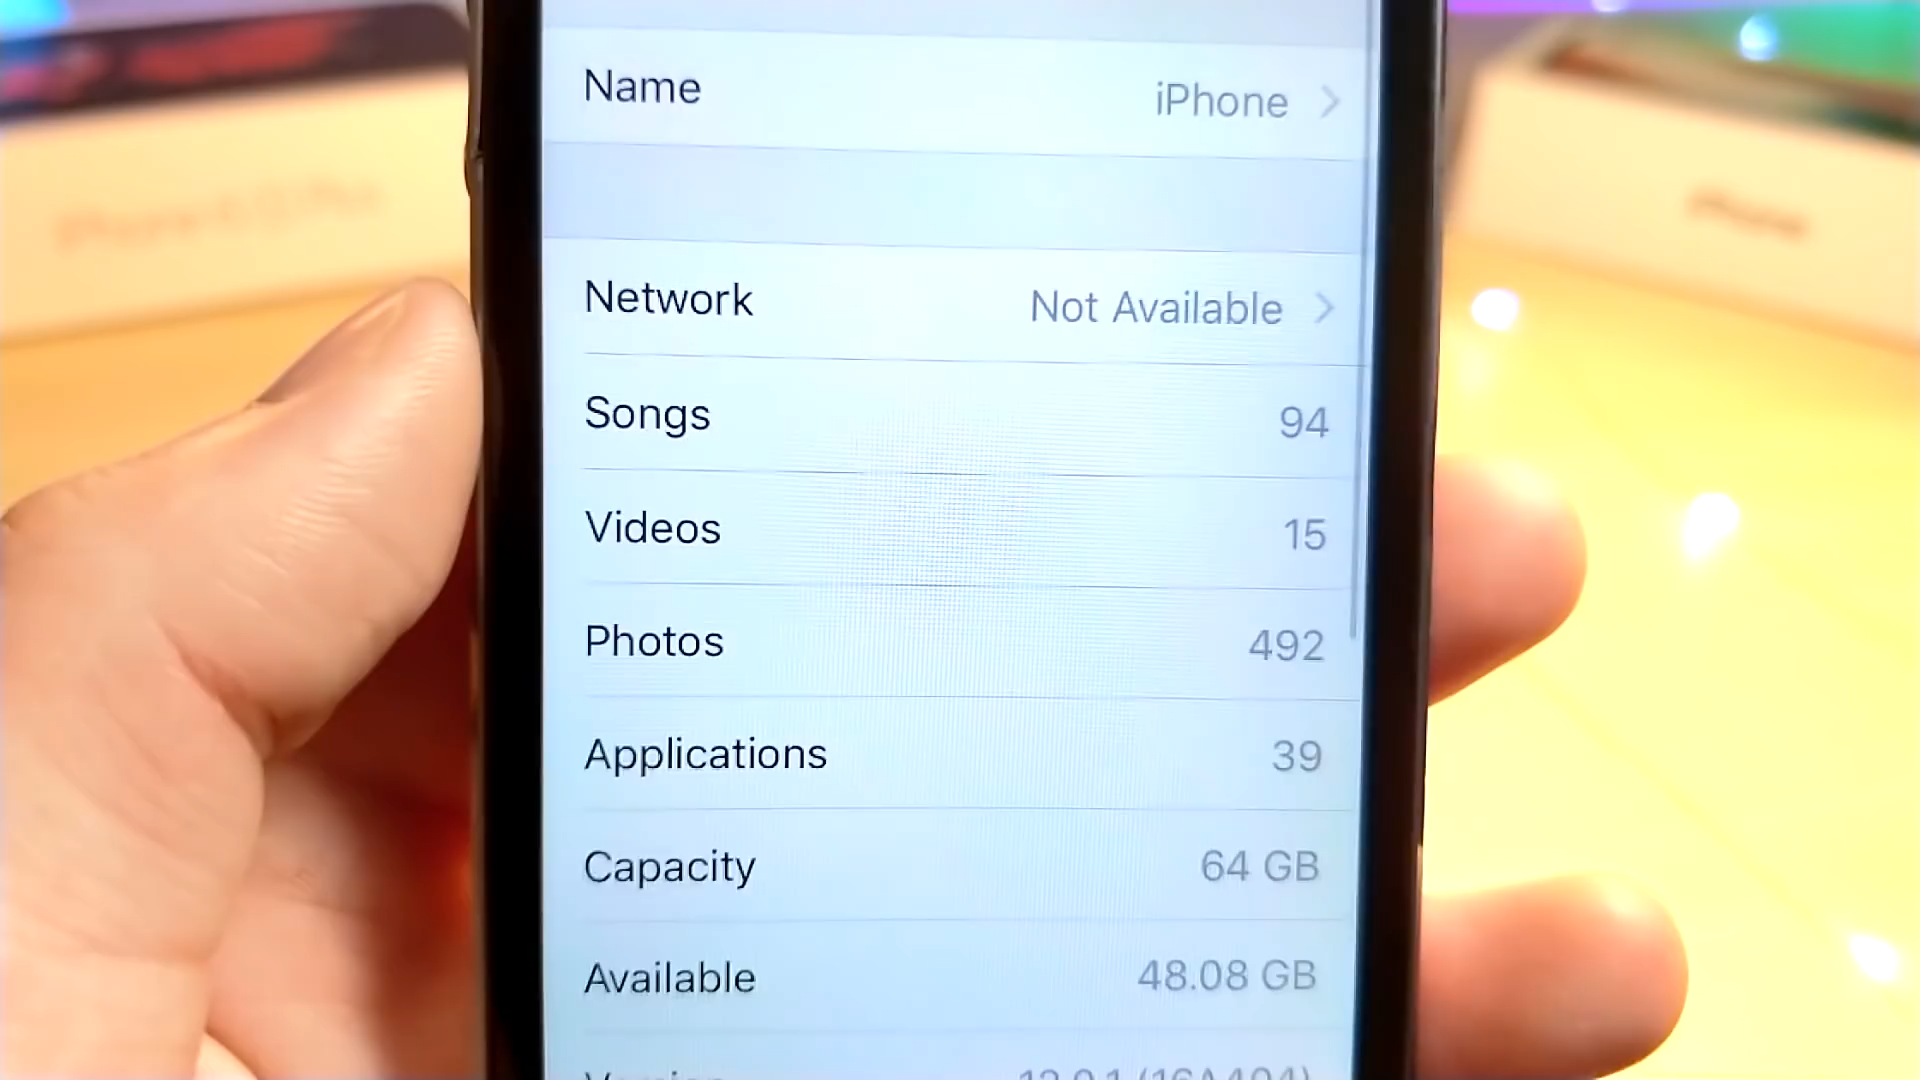 Name iPhone
Network Not Available
Songs 94
Videos 15
Photos 492
Applications 39
Capacity 64 GB
Available 48.08 GB
iPhone